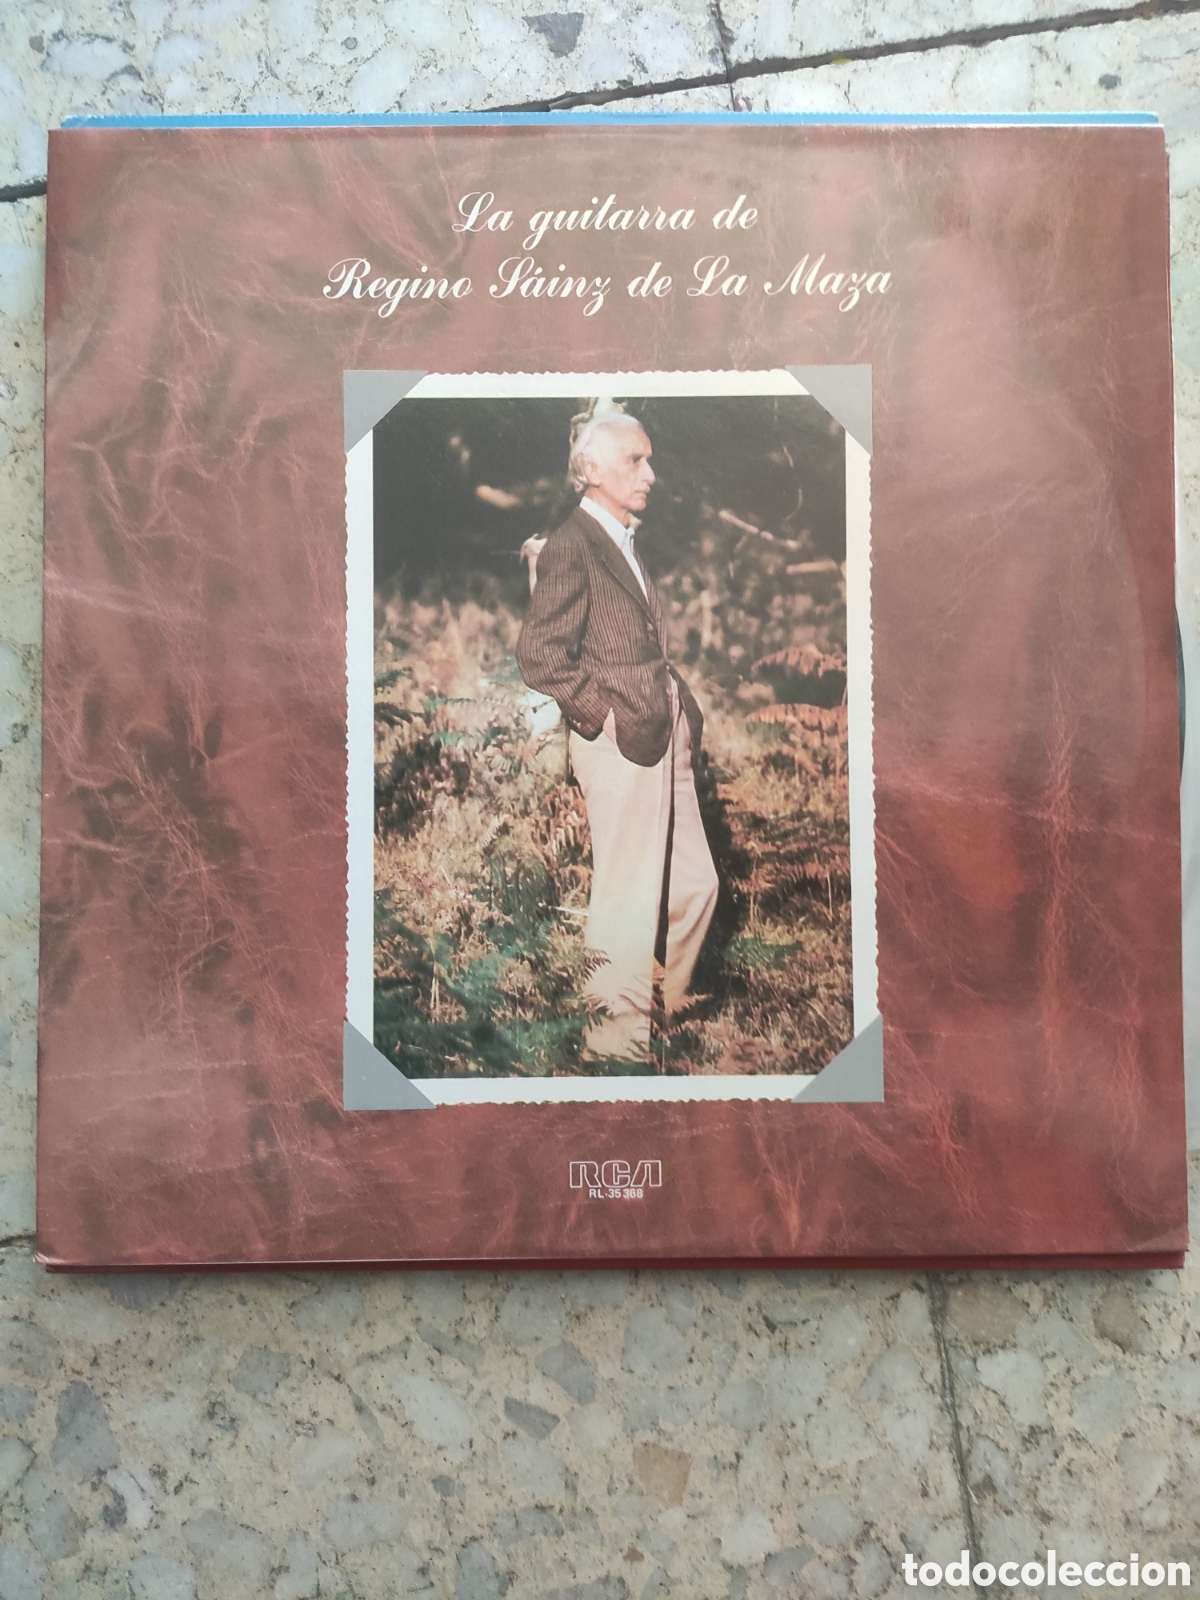 La guitarra de
Regino Sáinz de La Maza
RCA
RL-35368
todocoleccion